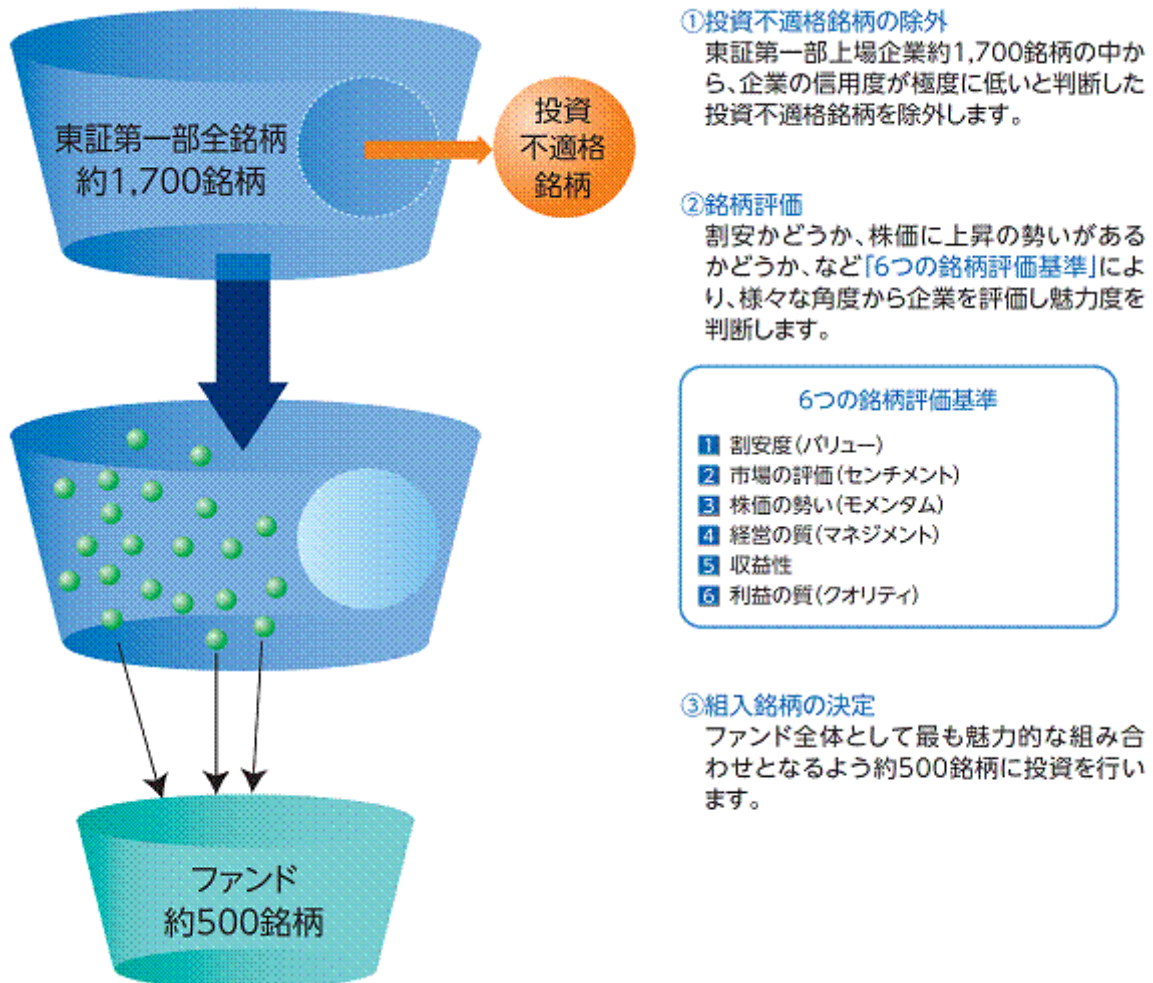 東証第一部全銘柄
約1,700銘柄
投資
不適格
銘柄
①投資不適格銘柄の除外
東証第一部上場企業約1,700銘柄の中か
ら、企業の信用度が極度に低いと判断した
投資不適格銘柄を除外します。
②銘柄評価
割安かどうか、株価に上昇の勢いがある
かどうか、など「6つの銘柄評価基準」によ
り、様々な角度から企業を評価し魅力度を
判断します。
6つの銘柄評価基準
1 割安度(バリュー)
2 市場の評価(センチメント)
3 株価の勢い(モメンタム)
4 経営の質(マネジメント)
5 収益性
6 利益の質(クオリティ)
③組入銘柄の決定
ファンド全体として最も魅力的な組み合
わせとなるよう約500銘柄に投資を行い
ます。
ファンド
約500銘柄